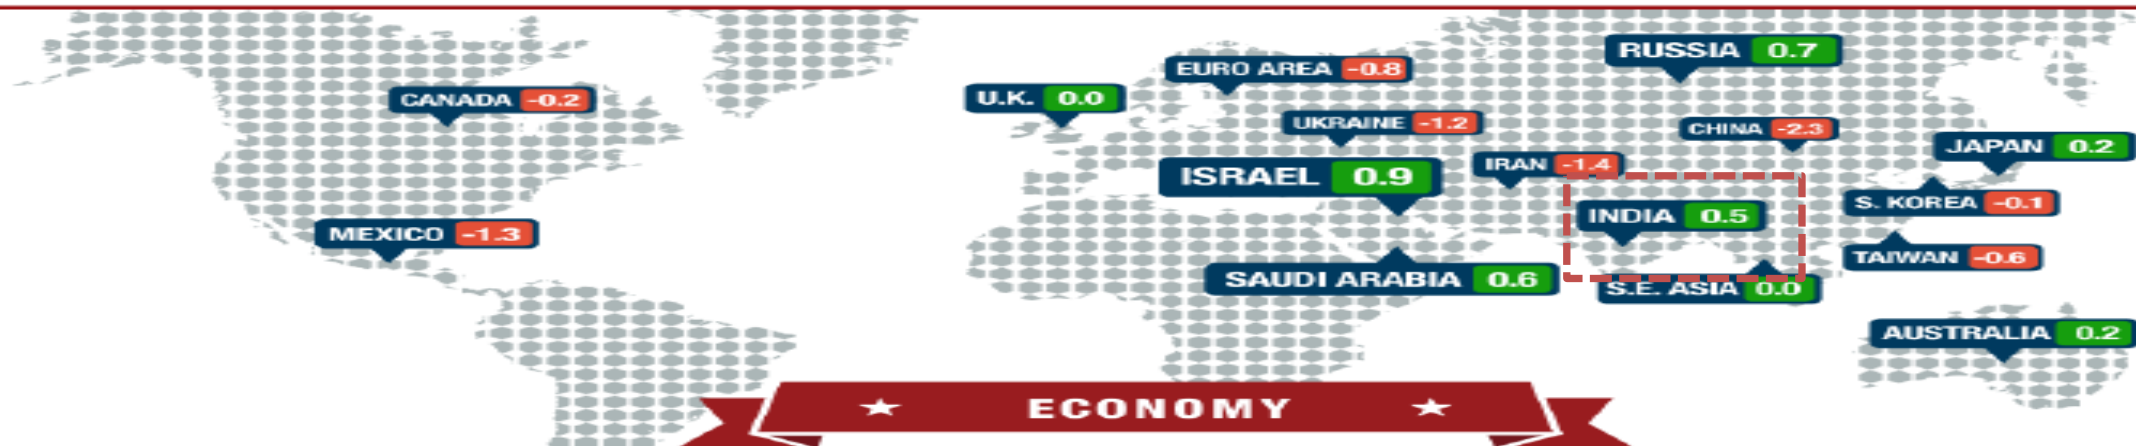 RUSSIA 0.7
EURO AREA -0.8
CANADA -0.2
U.K. 0.0
UKRAINE -1.2
CHINA -2.3
JAPAN 0.2
IRAN -1.4
ISRAEL 0.9
S. KOREA -0.1
INDIA 0.5
MEXICO -1.3
TAIWAN -0.6
SAUDI ARABIA 0.6
S.E. ASIA 0.0
AUSTRALIA 0.2
ECONOMY